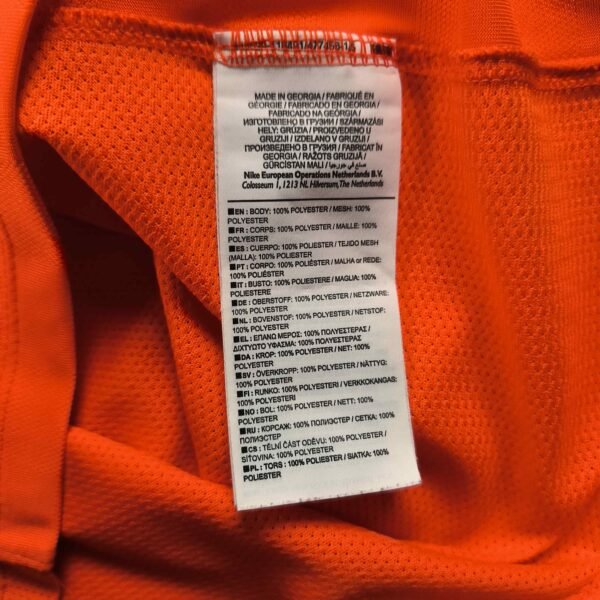 MADE IN GEORGIA / FABRIQUÉ EN
GÉORGIE / FABRICADO EN GEORGIA /
FABRICADO NA GEORGIA /
ИЗГОТОВЛЕНО В ГРУЗИИ / SZÁRMAZÁSI
HELY: GRÚZIA / PROIZVEDENO U
GRUZIJI / IZDELANO V GRUZIJI /
ПРОИЗВЕДЕНО В ГРУЗИЯ / FABRICAT ÎN
GEORGIA / RAŽOTS GRUZIJĀ /
GÜRCİSTAN MALI / صنع في جورجيا
Nike European Operations Netherlands B.V.
Colosseum 1, 1213 NL Hilversum, The Netherlands
EN : BODY: 100% POLYESTER / MESH: 100%
POLYESTER
FR : CORPS: 100% POLYESTER / MAILLE: 100%
POLYESTER
ES : CUERPO: 100% POLIÉSTER / TEJIDO MESH
(MALLA): 100% POLIÉSTER
PT : CORPO: 100% POLIÉSTER / MALHA or REDE:
100% POLIÉSTER
IT : BUSTO: 100% POLIESTERE / MAGLIA: 100%
POLIESTERE
DE : OBERSTOFF: 100% POLYESTER / NETZWARE:
100% POLYESTER
NL : BOVENSTOF: 100% POLYESTER / NETSTOF:
100% POLYESTER
EL : ΕΠΑΝΩ ΜΕΡΟΣ: 100% ΠΟΛΥΕΣΤΕΡΑΣ /
ΔΙΧΤΥΩΤΟ ΥΦΑΣΜΑ: 100% ΠΟΛΥΕΣΤΕΡΑΣ
DA : KROP: 100% POLYESTER / NET: 100%
POLYESTER
SV : ÖVERKROPP: 100% POLYESTER / NÄTTYG:
100% POLYESTER
FI : RUNKO: 100% POLYESTERI / VERKKOKANGAS:
100% POLYESTERI
NO : BOL: 100% POLYESTER / NETT: 100%
POLYESTER
RU : КОРСАЖ: 100% ПОЛИЭСТЕР / СЕТКА: 100%
ПОЛИЭСТЕР
CS : TĚLNÍ ČÁST ODĚVU: 100% POLYESTER /
SÍŤOVINA: 100% POLYESTER
PL : TORS : 100% POLIESTER / SIATKA: 100%
POLIESTER